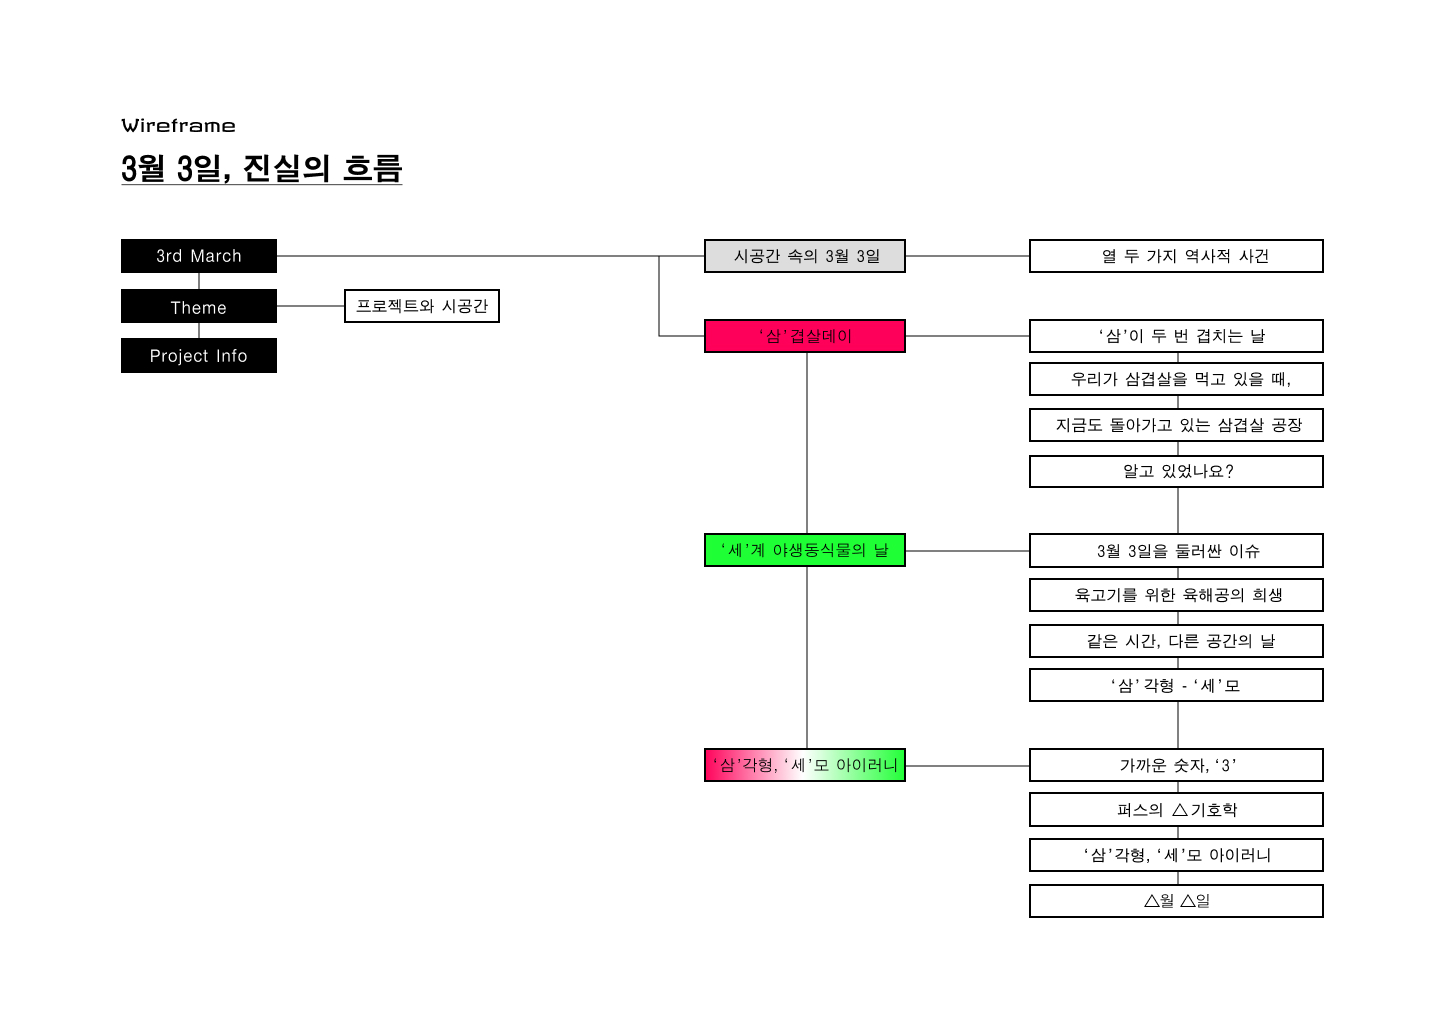 Wireframe
3월 3일, 진실의 흐름
3rd March
시공간 속의 3월 3일
열 두 가지 역사적 사건
Theme
프로젝트와 시공간
Project Info
‘삼’겹살데이
‘삼’이 두 번 겹치는 날
우리가 삼겹살을 먹고 있을 때,
지금도 돌아가고 있는 삼겹살 공장
알고 있었나요?
‘세’계 야생동식물의 날
3월 3일을 둘러싼 이슈
육고기를 위한 육해공의 희생
같은 시간, 다른 공간의 날
‘삼’각형 - ‘세’모
‘삼’각형, ‘세’모 아이러니
가까운 숫자, ‘3’
퍼스의 △기호학
‘삼’각형, ‘세’모 아이러니
△월 △일